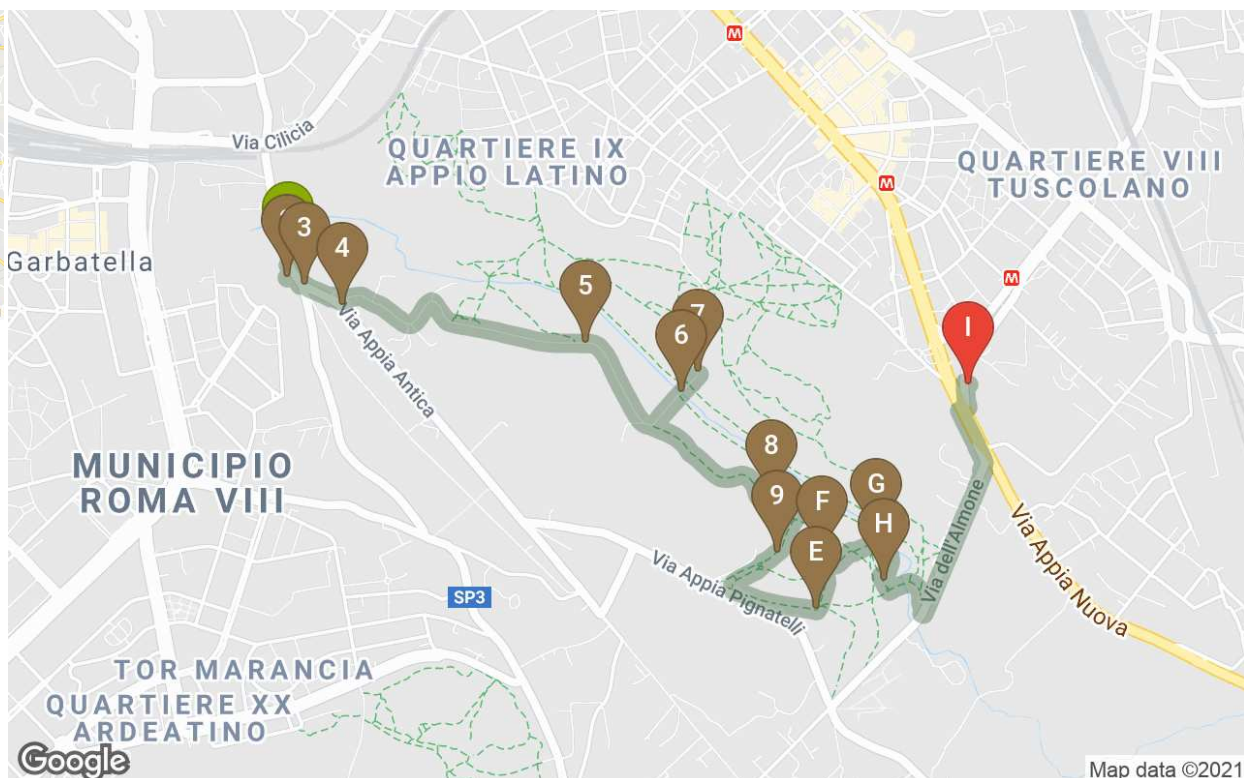 M
Via Cilicia
QUARTIERE IX
APPIO LATINO
QUARTIERE VIII
TUSCOLANO
M
Garbatella
3
4
5
7
6
M
I
Via Appia Antica
MUNICIPIO
ROMA VIII
8
9
F
G
H
E
Via Appia Pignatelli
Via dell'Almone
Via Appia Nuova
SP3
TOR MARANCIA
QUARTIERE XX
ARDEATINO
Google
Map data ©2021